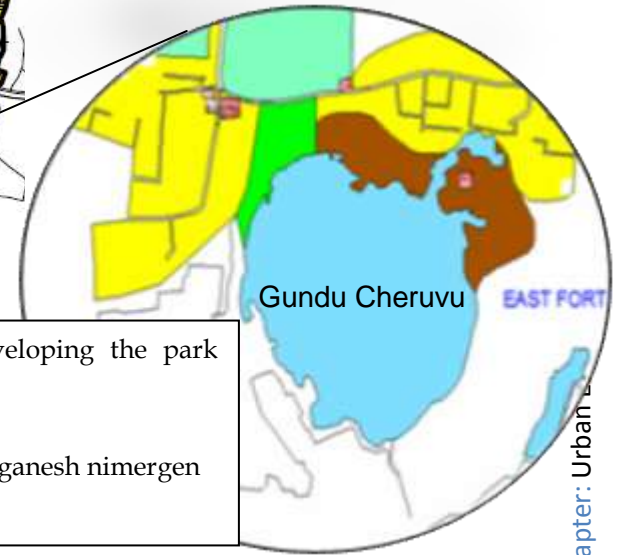 Gundu Cheruvu
EAST FORT
veloping the park
ganesh nimergen
apter: Urban